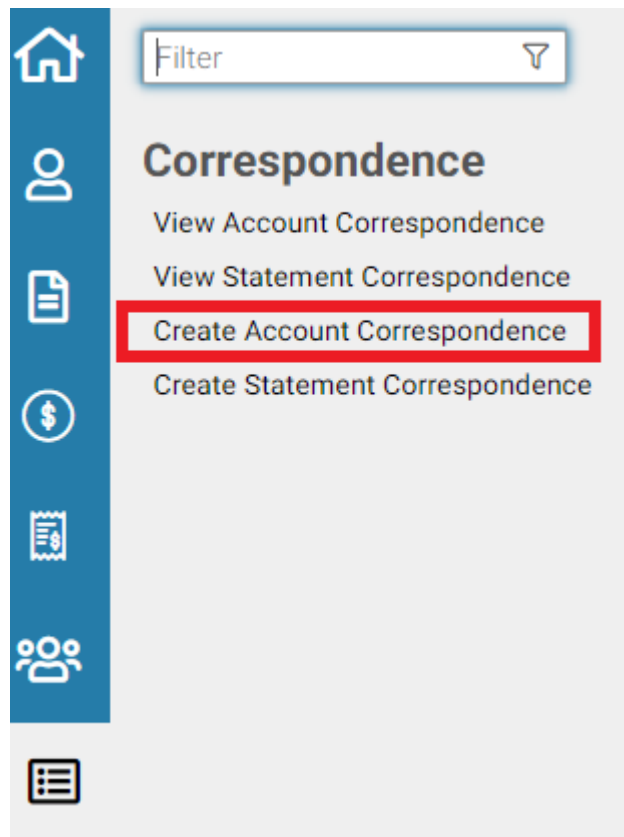 Filter
Correspondence
View Account Correspondence
View Statement Correspondence
Create Account Correspondence
Create Statement Correspondence